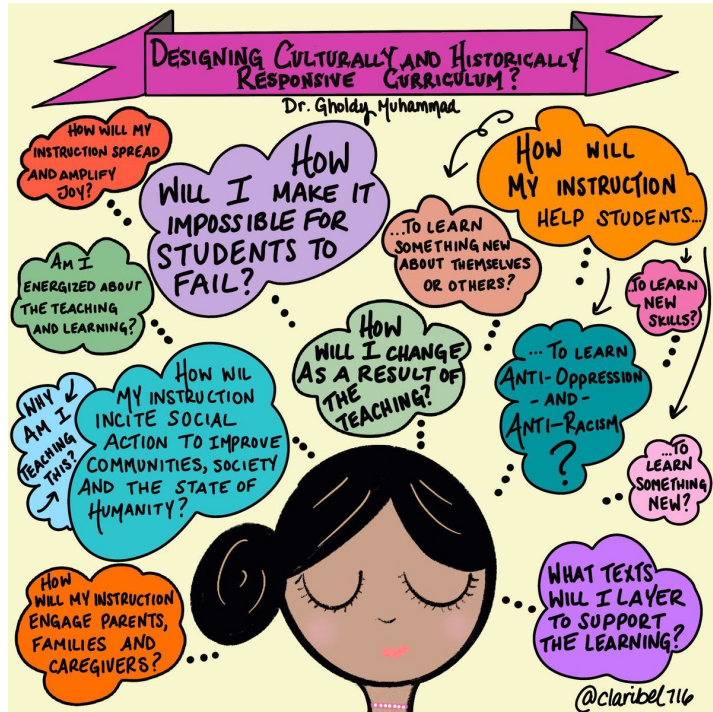 DESIGNING CULTURALLY AND HISTORICALLY
RESPONSIVE CURRICULUM?
Dr. Gholdy Muhammad
HOW WILL MY
INSTRUCTION SPREAD
AND AMPLIFY
JOY?
HOW
WILL I MAKE IT
IMPOSSIBLE FOR
STUDENTS TO
FAIL?
HOW WILL
MY INSTRUCTION
HELP STUDENTS...
...TO LEARN
SOMETHING NEW
ABOUT THEMSELVES
OR OTHERS?
AM I
ENERGIZED ABOUT
THE TEACHING
AND LEARNING?
..TO LEARN
NEW
SKILLS?
HOW
WILL I CHANGE
AS A RESULT OF
THE
TEACHING?
... TO LEARN
ANTI-OPPRESSION
- AND -
ANTI-RACISM
?
WHY
AM I
TEACHING
THIS?
HOW WIL
MY INSTRUCTION
INCITE SOCIAL
ACTION TO IMPROVE
COMMUNITIES, SOCIETY
AND THE STATE OF
HUMANITY?
...TO
LEARN
SOMETHING
NEW?
HOW
WILL MY INSTRUCTION
ENGAGE PARENTS,
FAMILIES AND
CAREGIVERS?
WHAT TEXTS
WILL I LAYER
TO SUPPORT
THE LEARNING?
@claribel716